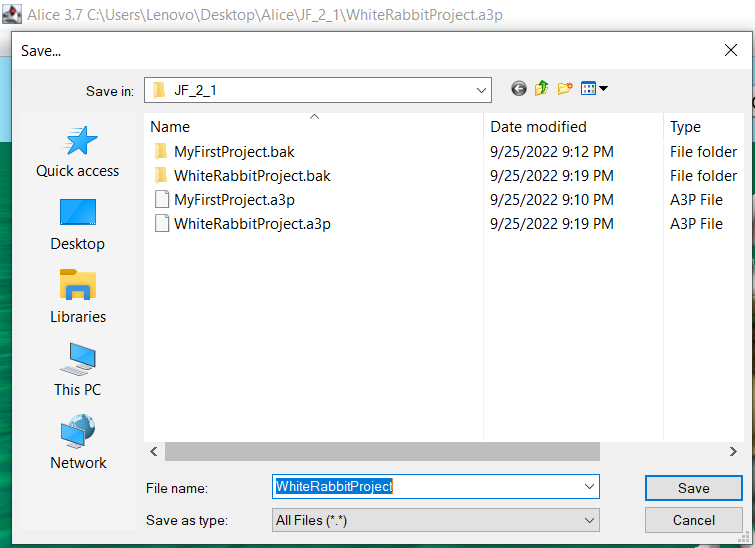 Alice 3.7 C:\Users\Lenovo\Desktop\Alice\JF_2_1\WhiteRabbitProject.a3p
Save...
Save in: JF_2_1
Quick access
Desktop
Libraries
This PC
Network
Name Date modified Type
MyFirstProject.bak 9/25/2022 9:12 PM File folder
WhiteRabbitProject.bak 9/25/2022 9:19 PM File folder
MyFirstProject.a3p 9/25/2022 9:10 PM A3P File
WhiteRabbitProject.a3p 9/25/2022 9:19 PM A3P File
File name: WhiteRabbitProject Save
Save as type: All Files (*.*) Cancel